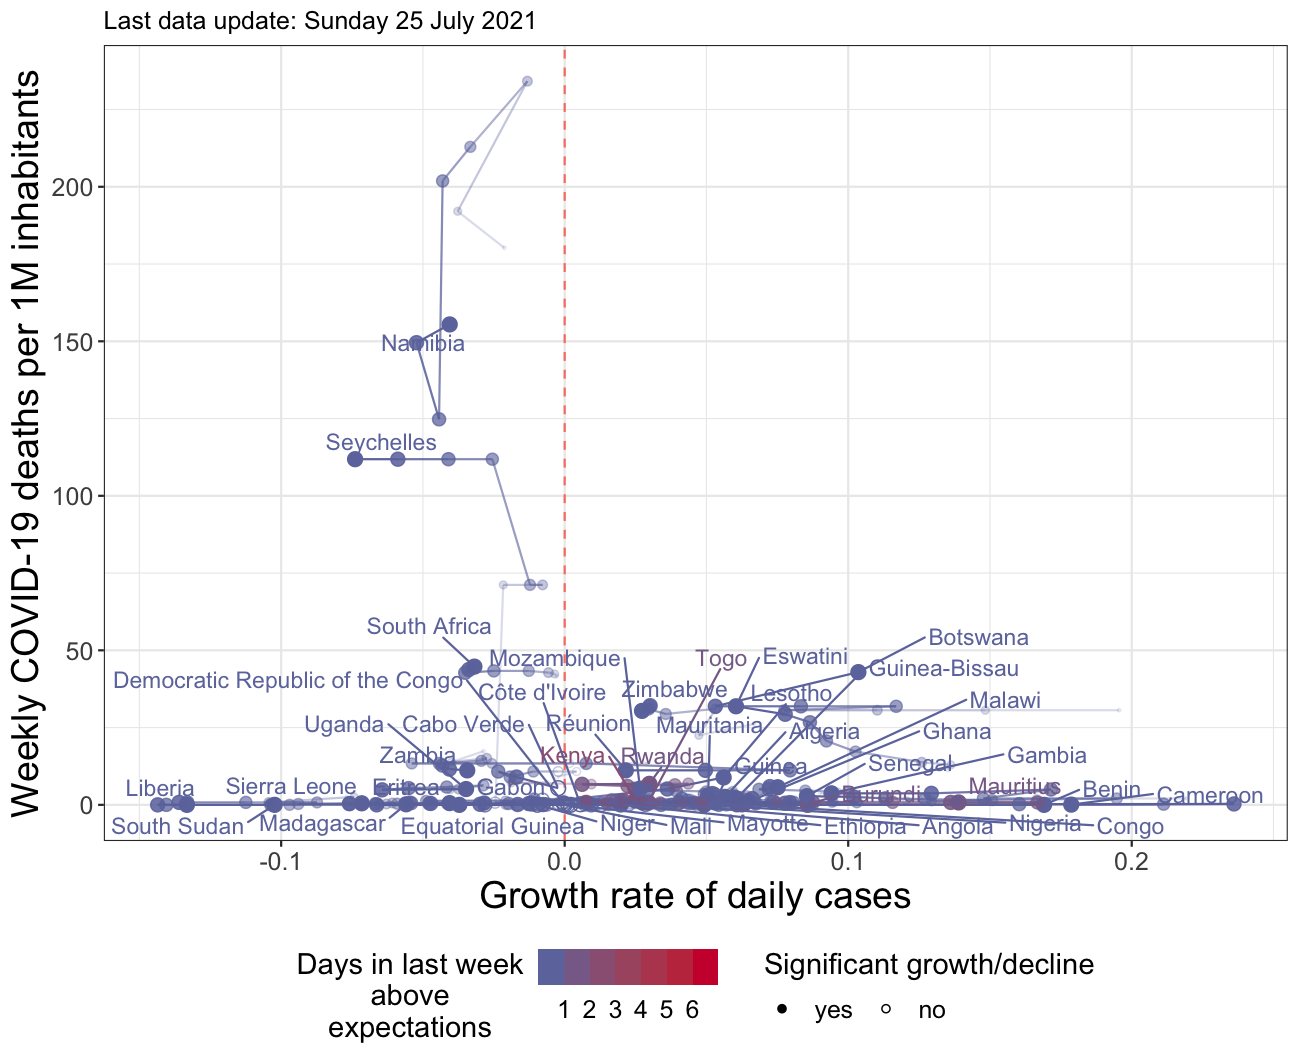 Last data update: Sunday 25 July 2021
Weekly COVID-19 deaths per 1M inhabitants
200
150
100
50
0
Namibia
Seychelles
South Africa
Botswana
Mozambique
Togo
Eswatini
Guinea-Bissau
Democratic Republic of the Congo
Côte d'Ivoire
Zimbabwe
Lesotho
Malawi
Uganda
Cabo Verde
Réunion
Mauritania
Algeria
Ghana
Zambia
Kenya
Rwanda
Guinea
Senegal
Gambia
Liberia
Sierra Leone
Eritrea
Gabon
Burundi
Mauritius
Benin
Cameroon
South Sudan
Madagascar
Equatorial Guinea
Niger
Mali
Mayotte
Ethiopia
Angola
Nigeria
Congo
-0.1
0.0
0.1
0.2
Growth rate of daily cases
Days in last week
above
expectations
1 2 3 4 5 6
Significant growth/decline
yes
no